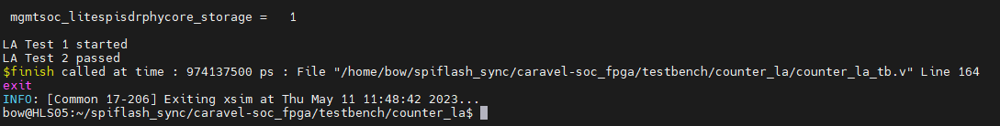 mgmtsoc_litespisdrphycore_storage =   1
LA Test 1 started
LA Test 2 passed
$finish called at time : 974137500 ps : File "/home/bow/spiflash_sync/caravel-soc_fpga/testbench/counter_la/counter_la_tb.v" Line 164
exit
INFO: [Common 17-206] Exiting xsim at Thu May 11 11:48:42 2023...
bow@HLS05:~/spiflash_sync/caravel-soc_fpga/testbench/counter_la$